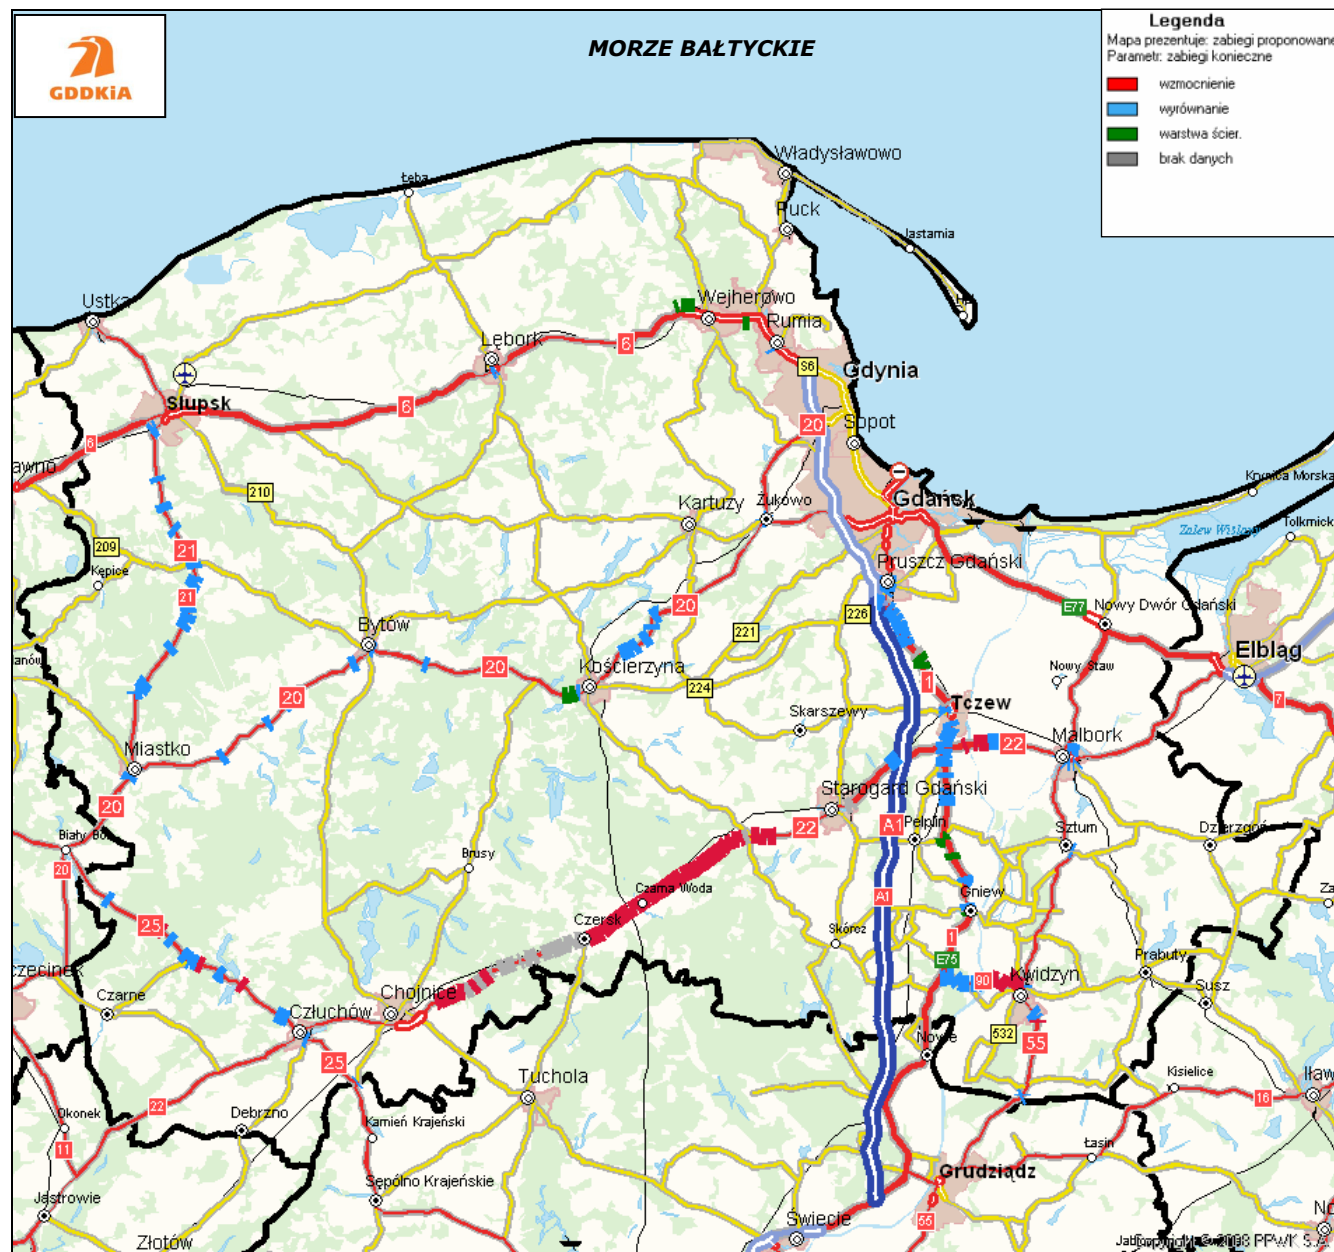 GDDKiA
MORZE BAŁTYCKIE
Legenda
Mapa prezentuje: zabiegi proponowane
Parametr: zabiegi konieczne
wzmocnienie
wyrównanie
warstwa ścier.
brak danych
Władysławowo
Łeba
Puck
Jastarnia
Ustka
Wejherowo
Rumia
Lębork
6
S6
Gdynia
Słupsk
6
20
Sopot
6
Krynica Morska
210
Gdańsk
Kartuzy
Żukowo
Zalew Wiślany
Tolkmick
209
21
Kępice
Pruszcz Gdański
21
20
E77
Nowy Dwór Gdański
226
221
Bytów
Elbląg
20
Kościerzyna
Nowy Staw
224
1
20
Tczew
7
Skarszewy
Miastko
22
Malbork
20
Starogard Gdański
22
A1
Pelplin
Sztum
Dzierzgoń
Brusy
20
Czarna Woda
A1
Gniew
25
Czersk
Skórcz
1
E75
Prabuty
90
Kwidzyn
Czarne
Susz
Chojnice
Człuchów
532
55
Nowe
25
Tuchola
Kisielice
22
16
Okonek
Debrzno
Kamień Krajeński
11
Łasin
Grudziądz
Jastrowie
Sępólno Krajeńskie
55
Świecie
Złotów